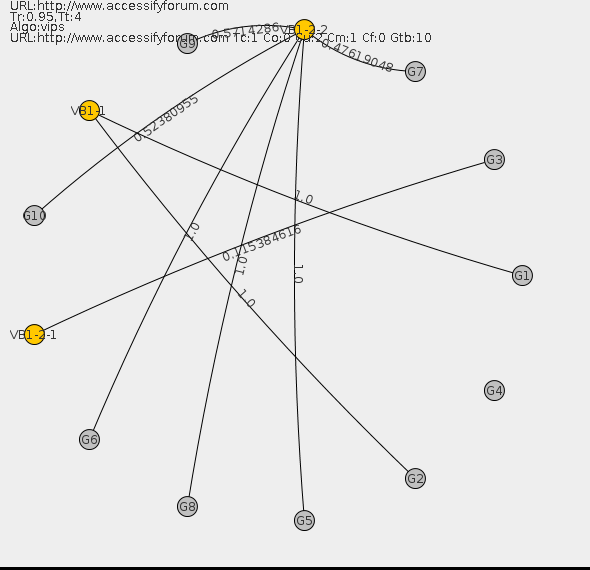 URL:http://www.accessifyforum.com
Tr:0.95,Tt:4
Algo:vips
URL:http://www.accessifyforum.com Tc:1 Co:0 Cu:2 Cm:1 Cf:0 Gtb:10
VB1-2-2
0.5714286
G9
0.47619048
G7
VB1-1
0.52380955
G3
1.0
G10
1.0
0.115384616
1.0
1.0
G1
1.0
VB1-2-1
G4
G6
G2
G8
G5